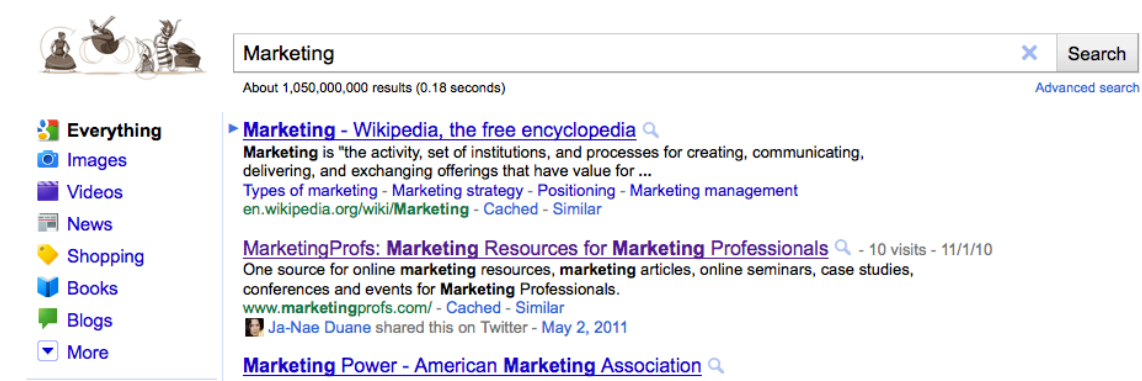 Google
Marketing
Search
About 1,050,000,000 results (0.18 seconds)
Advanced search
Everything
Images
Videos
News
Shopping
Books
Blogs
More
Marketing - Wikipedia, the free encyclopedia
Marketing is "the activity, set of institutions, and processes for creating, communicating,
delivering, and exchanging offerings that have value for ...
Types of marketing - Marketing strategy - Positioning - Marketing management
en.wikipedia.org/wiki/Marketing - Cached - Similar
MarketingProfs: Marketing Resources for Marketing Professionals - 10 visits - 11/1/10
One source for online marketing resources, marketing articles, online seminars, case studies,
conferences and events for Marketing Professionals.
www.marketingprofs.com/ - Cached - Similar
Ja-Nae Duane shared this on Twitter - May 2, 2011
Marketing Power - American Marketing Association